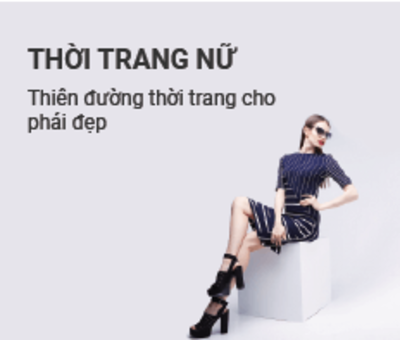 THỜI TRANG NỮ
Thiên đường thời trang cho
phái đẹp